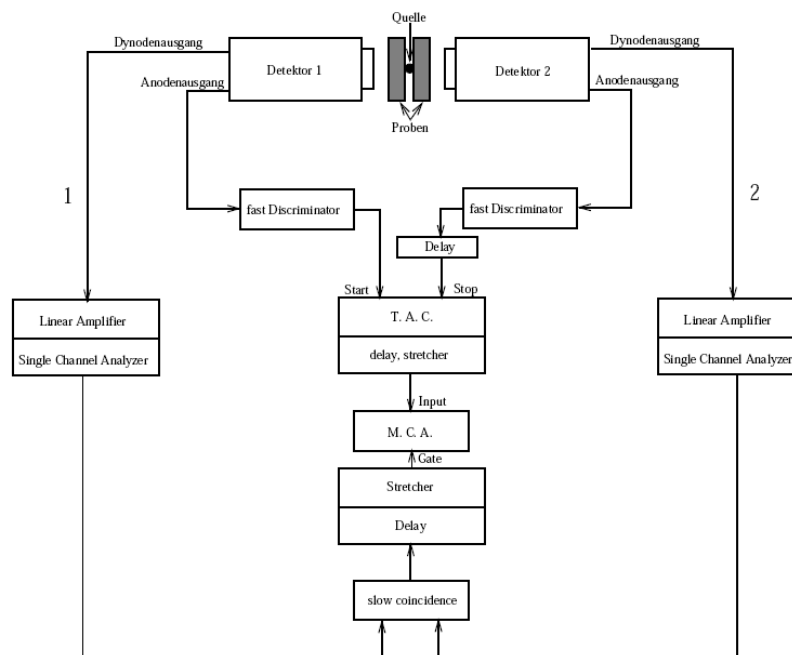 Quelle
Dynodenausgang
Detektor 1
Anodenausgang
Detektor 2
Dynodenausgang
Anodenausgang
Proben
1
2
fast Discriminator
fast Discriminator
Delay
Start
Stop
Linear Amplifier
Single Channel Analyzer
T. A. C.
delay, stretcher
Linear Amplifier
Single Channel Analyzer
Input
M. C. A.
Gate
Stretcher
Delay
slow coincidence